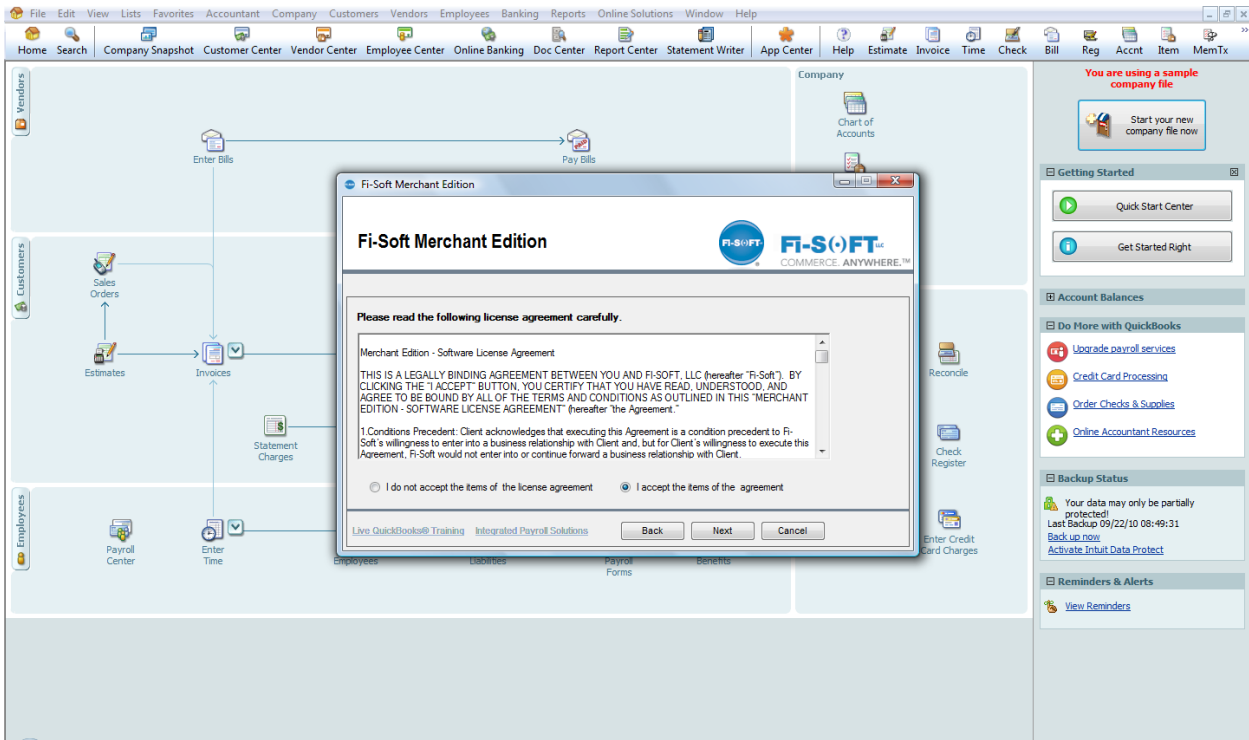 File Edit View Lists Favorites Accountant Company Customers Vendors Employees Banking Reports Online Solutions Window Help
Home Search Company Snapshot Customer Center Vendor Center Employee Center Online Banking Doc Center Report Center Statement Writer App Center Help Estimate Invoice Time Check Bill Reg Accnt Item MemTx
Vendors
Enter Bills
Pay Bills
Company
Chart of
Accounts
Customers
Sales
Orders
Estimates
Invoices
Statement
Charges
Reconcile
Check
Register
Enter Credit
Card Charges
Employees
Payroll
Center
Enter
Time
Employees
Liabilities
Payroll
Forms
Benefits
Fi-Soft Merchant Edition
Fi-Soft Merchant Edition
Fi-SOFT
®
Fi-SOFT LLC
COMMERCE. ANYWHERE.™
Please read the following license agreement carefully.
Merchant Edition - Software License Agreement
THIS IS A LEGALLY BINDING AGREEMENT BETWEEN YOU AND FI-SOFT, LLC (hereafter "Fi-Soft"). BY
CLICKING THE "I ACCEPT" BUTTON, YOU CERTIFY THAT YOU HAVE READ, UNDERSTOOD, AND
AGREE TO BE BOUND BY ALL OF THE TERMS AND CONDITIONS AS OUTLINED IN THIS "MERCHANT
EDITION - SOFTWARE LICENSE AGREEMENT" (hereafter "the Agreement."
1.Conditions Precedent: Client acknowledges that executing this Agreement is a condition precedent to Fi-
Soft's willingness to enter into a business relationship with Client and, but for Client's willingness to execute this
Agreement, Fi-Soft would not enter into or continue forward a business relationship with Client.
I do not accept the items of the license agreement I accept the items of the agreement
Live QuickBooks® Training Integrated Payroll Solutions Back Next Cancel
You are using a sample
company file
Start your new
company file now
Getting Started
Quick Start Center
Get Started Right
Account Balances
Do More with QuickBooks
Upgrade payroll services
Credit Card Processing
Order Checks & Supplies
Online Accountant Resources
Backup Status
Your data may only be partially
protected!
Last Backup 09/22/10 08:49:31
Back up now
Activate Intuit Data Protect
Reminders & Alerts
View Reminders